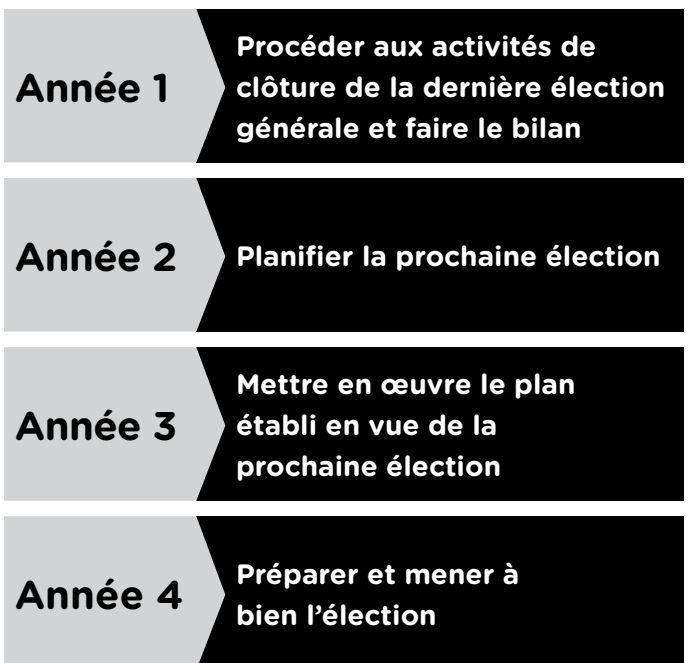 Année 1
Procéder aux activités de
clôture de la dernière élection
générale et faire le bilan
Année 2
Planifier la prochaine élection
Année 3
Mettre en œuvre le plan
établi en vue de la
prochaine élection
Année 4
Préparer et mener à
bien l’élection